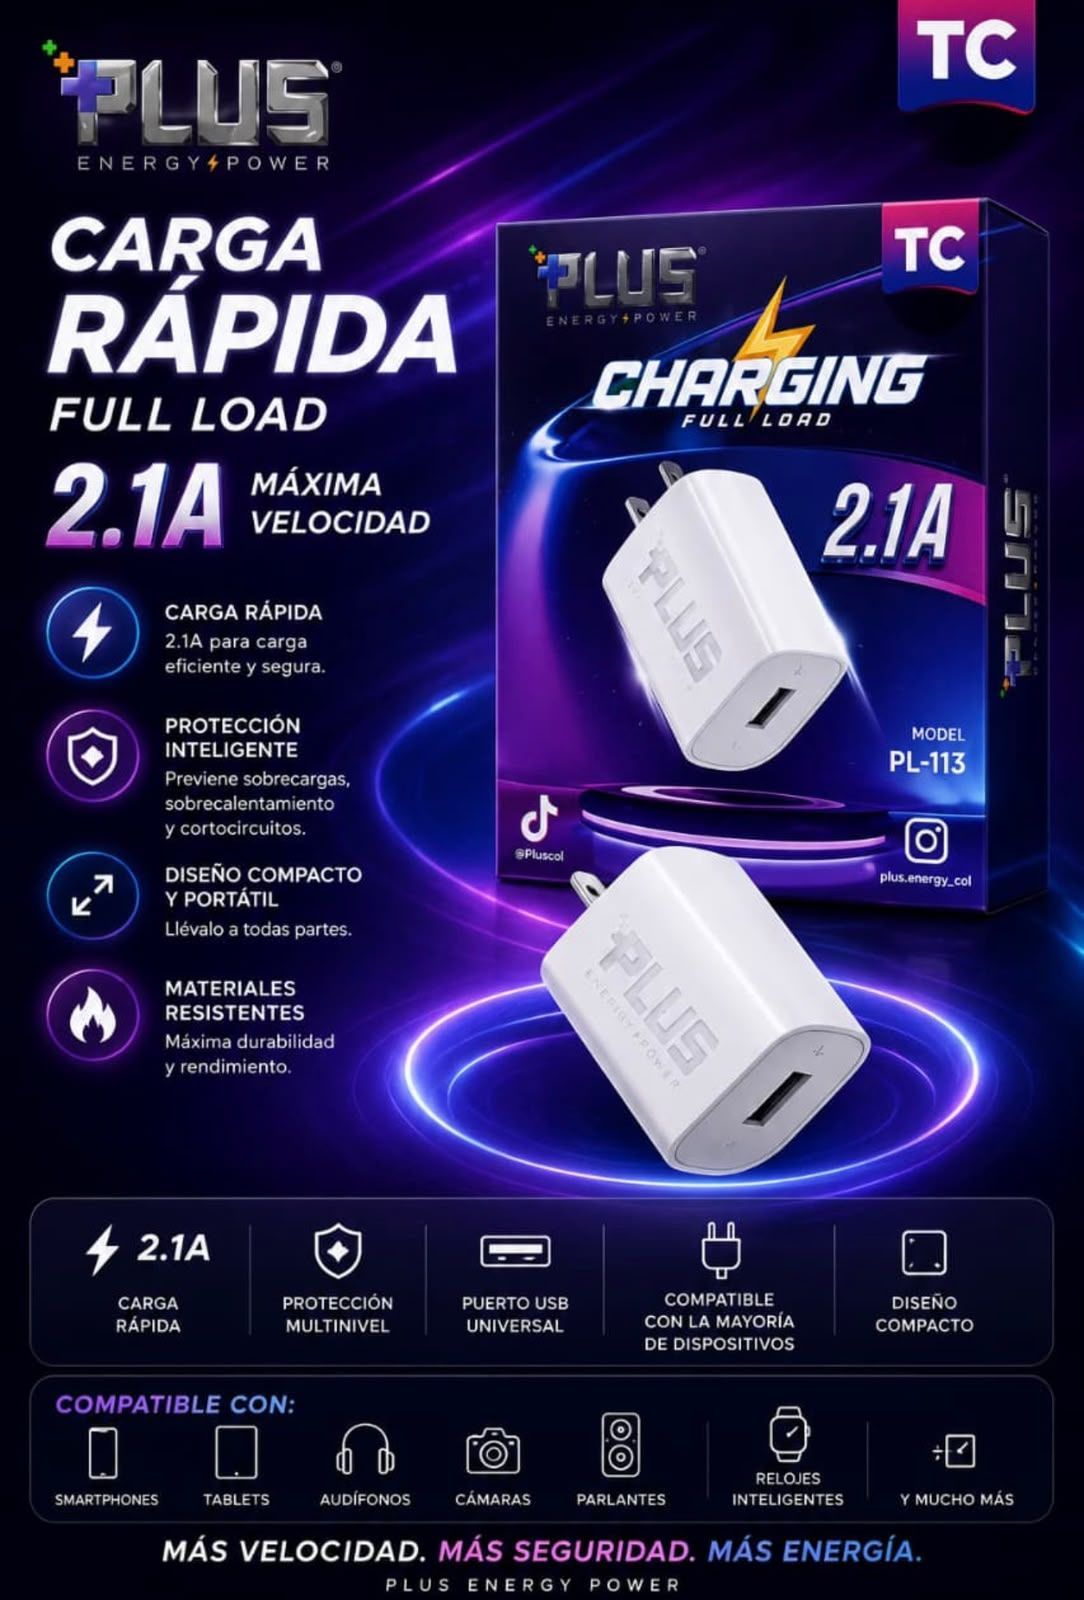 PLUS®
ENERGY POWER
TC
CARGA
RÁPIDA
FULL LOAD
2.1A
MÁXIMA
VELOCIDAD
CARGA RÁPIDA
2.1A para carga
eficiente y segura.
PROTECCIÓN
INTELIGENTE
Previene sobrecargas,
sobrecalentamiento
y cortocircuitos.
DISEÑO COMPACTO
Y PORTÁTIL
Llévalo a todas partes.
MATERIALES
RESISTENTES
Máxima durabilidad
y rendimiento.
PLUS®
ENERGY POWER
TC
CHARGING
FULL LOAD
2.1A
PLUS
MODEL
PL-113
@Pluscol
plus.energy_col
PLUS
PLUS
ENERGY POWER
2.1A
CARGA
RÁPIDA
PROTECCIÓN
MULTINIVEL
PUERTO USB
UNIVERSAL
COMPATIBLE
CON LA MAYORÍA
DE DISPOSITIVOS
DISEÑO
COMPACTO
COMPATIBLE CON:
SMARTPHONES
TABLETS
AUDÍFONOS
CÁMARAS
PARLANTES
RELOJES
INTELIGENTES
Y MUCHO MÁS
MÁS VELOCIDAD. MÁS SEGURIDAD. MÁS ENERGÍA.
PLUS ENERGY POWER